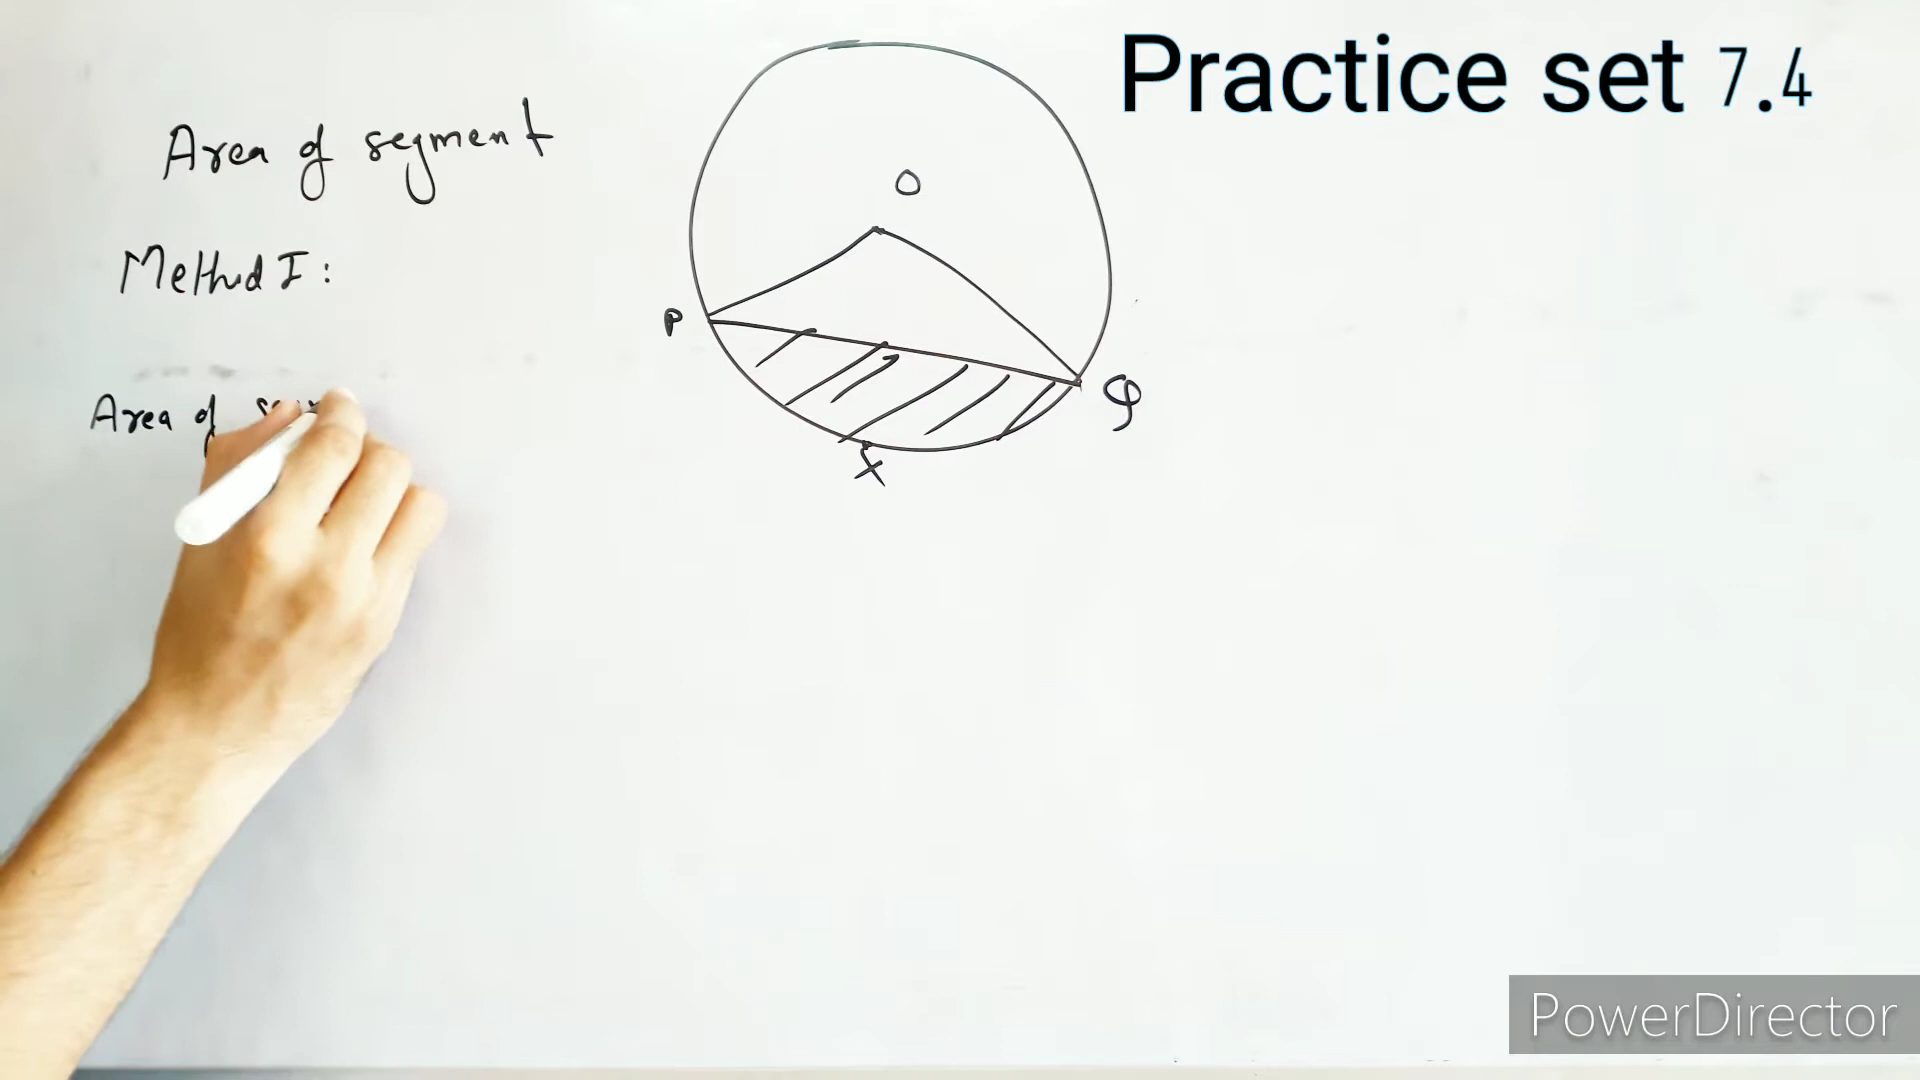 Practice set 7.4
Area of segment
Method I:
Area of
O
P
Q
X
PowerDirector